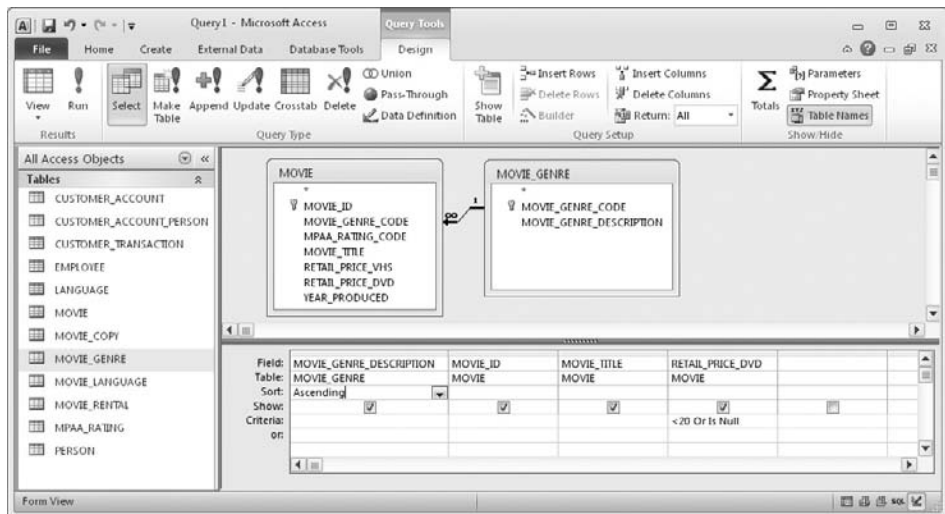 Query1 - Microsoft Access
Query Tools
File Home Create External Data Database Tools Design
View
Run
Select
Make Table
Append
Update
Crosstab
Delete
Union
Pass-Through
Data Definition
Show Table
Insert Rows
Delete Rows
Builder
Insert Columns
Delete Columns
Return: All
Totals
Parameters
Property Sheet
Table Names
Results
Query Type
Query Setup
Show/Hide
All Access Objects
Tables
CUSTOMER_ACCOUNT
CUSTOMER_ACCOUNT_PERSON
CUSTOMER_TRANSACTION
EMPLOYEE
LANGUAGE
MOVIE
MOVIE_COPY
MOVIE_GENRE
MOVIE_LANGUAGE
MOVIE_RENTAL
MPAA_RATING
PERSON
MOVIE
*
MOVIE_ID
MOVIE_GENRE_CODE
MPAA_RATING_CODE
MOVIE_TITLE
RETAIL_PRICE_VHS
RETAIL_PRICE_DVD
YEAR_PRODUCED
∞ 1
MOVIE_GENRE
*
MOVIE_GENRE_CODE
MOVIE_GENRE_DESCRIPTION
Field: MOVIE_GENRE_DESCRIPTION MOVIE_ID MOVIE_TITLE RETAIL_PRICE_DVD
Table: MOVIE_GENRE MOVIE MOVIE MOVIE
Sort: Ascending
Show:
Criteria: <20 Or Is Null
or:
Form View
SQL